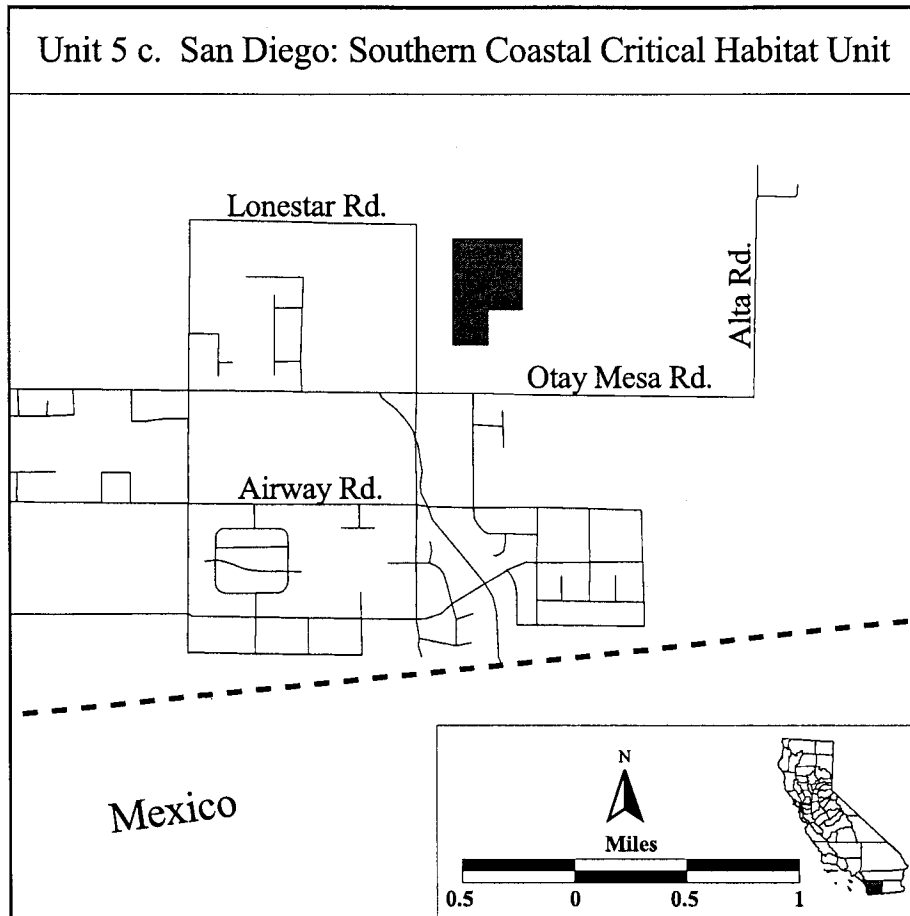 Unit 5 c. San Diego: Southern Coastal Critical Habitat Unit
Lonestar Rd.
Alta Rd.
Otay Mesa Rd.
Airway Rd.
Mexico
N
Miles
0.5 0 0.5 1